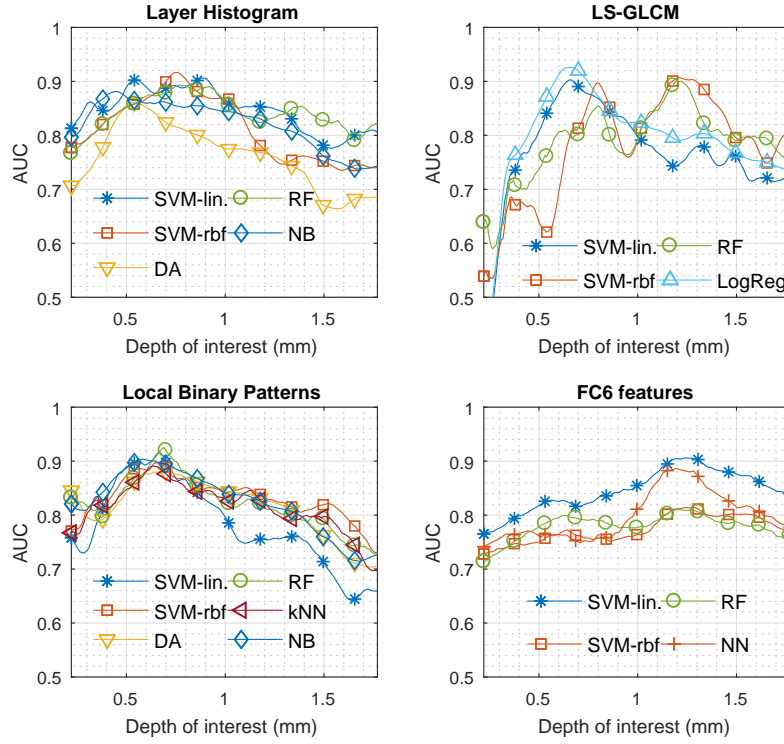 Layer Histogram
1
0.9
0.8
0.7
0.6
0.5
AUC
SVM-lin. RF
SVM-rbf NB
DA
0.5 1 1.5
Depth of interest (mm)
LS-GLCM
1
0.9
0.8
0.7
0.6
0.5
AUC
SVM-lin. RF
SVM-rbf LogReg
0.5 1 1.5
Depth of interest (mm)
Local Binary Patterns
1
0.9
0.8
0.7
0.6
0.5
AUC
SVM-lin. RF
SVM-rbf kNN
DA NB
0.5 1 1.5
Depth of interest (mm)
FC6 features
1
0.9
0.8
0.7
0.6
0.5
AUC
SVM-lin. RF
SVM-rbf NN
0.5 1 1.5
Depth of interest (mm)